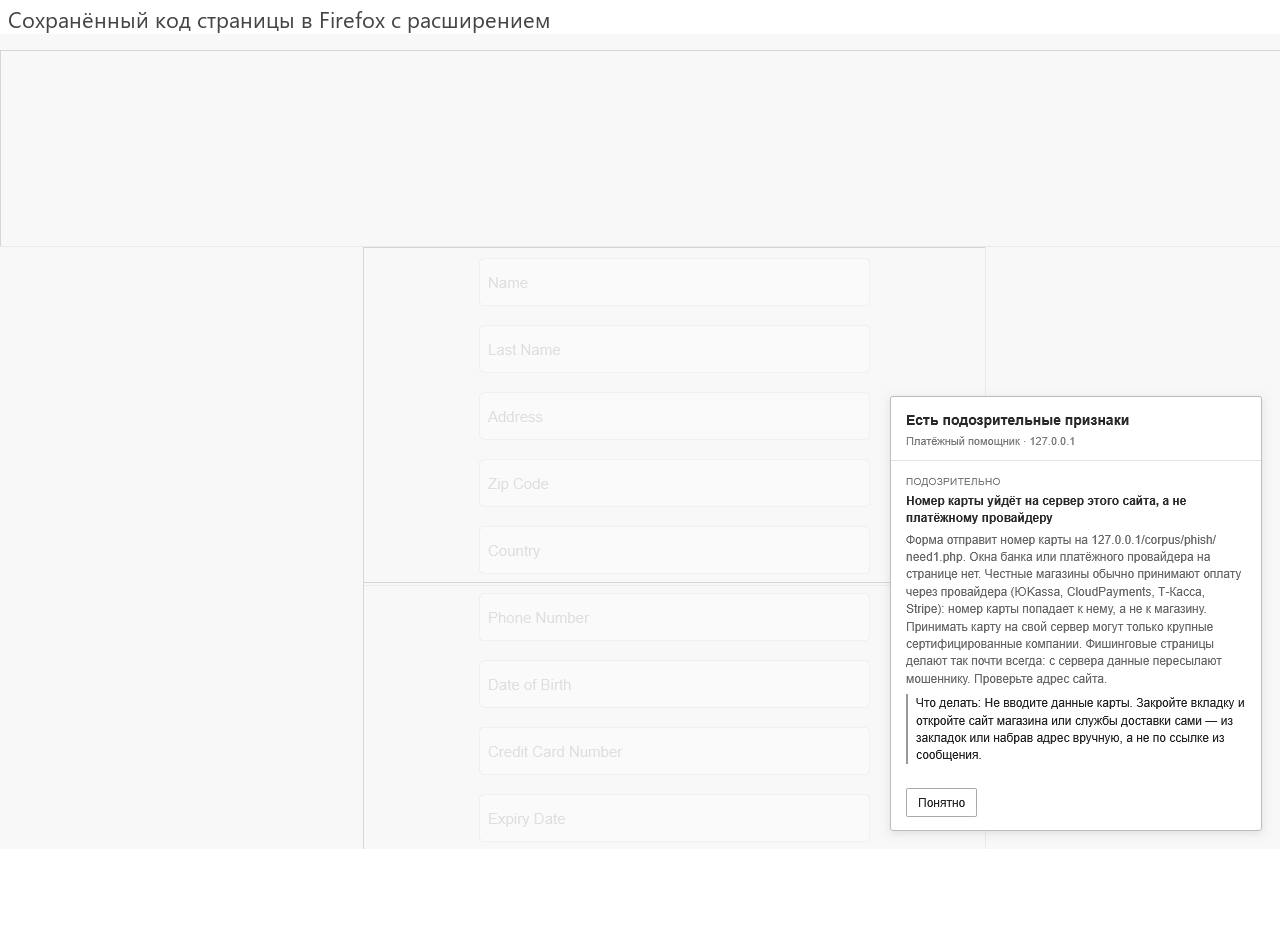 Сохранённый код страницы в Firefox с расширением
Name
Last Name
Address
Zip Code
Country
Phone Number
Date of Birth
Credit Card Number
Expiry Date
Есть подозрительные признаки
Платёжный помощник · 127.0.0.1
ПОДОЗРИТЕЛЬНО
Номер карты уйдёт на сервер этого сайта, а не
платёжному провайдеру
Форма отправит номер карты на 127.0.0.1/corpus/phish/
need1.php. Окна банка или платёжного провайдера на
странице нет. Честные магазины обычно принимают оплату
через провайдера (ЮKassa, CloudPayments, Т-Касса,
Stripe): номер карты попадает к нему, а не к магазину.
Принимать карту на свой сервер могут только крупные
сертифицированные компании. Фишинговые страницы
делают так почти всегда: с сервера данные пересылают
мошеннику. Проверьте адрес сайта.
Что делать: Не вводите данные карты. Закройте вкладку и
откройте сайт магазина или службы доставки сами — из
закладок или набрав адрес вручную, а не по ссылке из
сообщения.
Понятно